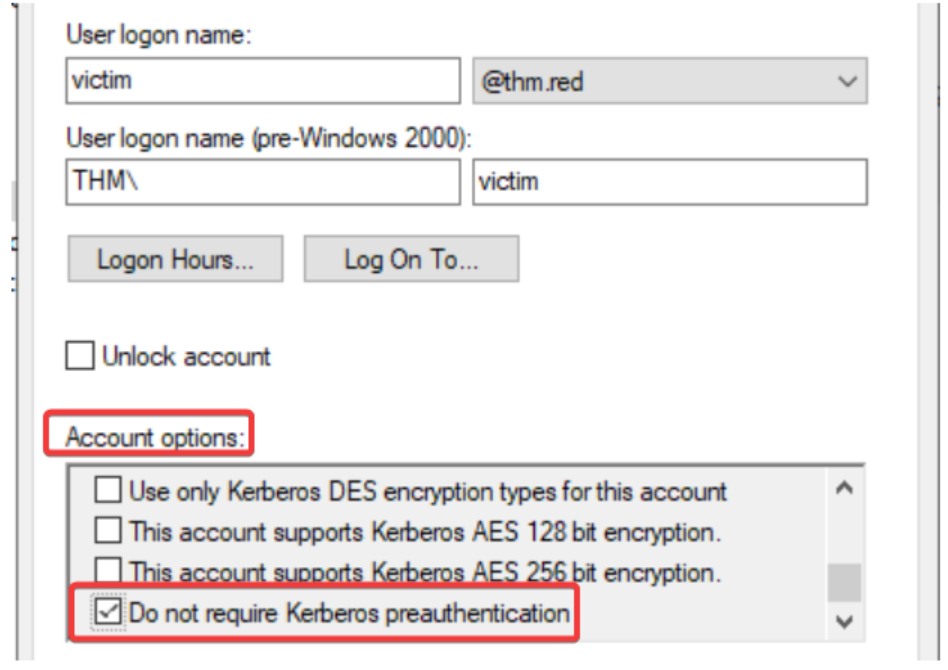 User logon name:
victim @thm.red
User logon name (pre-Windows 2000):
THM\ victim
Logon Hours... Log On To...
Unlock account
Account options:
Use only Kerberos DES encryption types for this account
This account supports Kerberos AES 128 bit encryption.
This account supports Kerberos AES 256 bit encryption.
Do not require Kerberos preauthentication